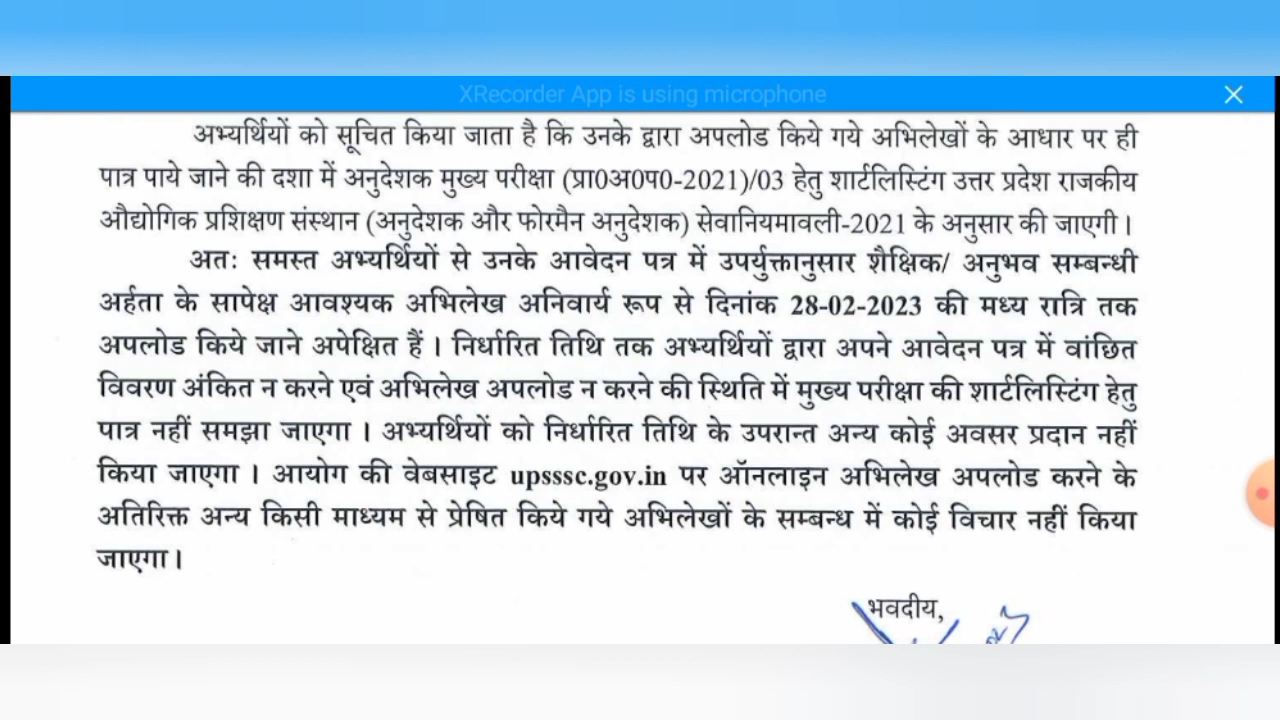 XRecorder App is using microphone
अभ्यर्थियों को सूचित किया जाता है कि उनके द्वारा अपलोड किये गये अभिलेखों के आधार पर ही
पात्र पाये जाने की दशा में अनुदेशक मुख्य परीक्षा (प्रा0अ0प0-2021)/03 हेतु शार्टलिस्टिंग उत्तर प्रदेश राजकीय
औद्योगिक प्रशिक्षण संस्थान (अनुदेशक और फोरमैन अनुदेशक) सेवानियमावली-2021 के अनुसार की जाएगी।
अतः समस्त अभ्यर्थियों से उनके आवेदन पत्र में उपर्युक्तानुसार शैक्षिक/ अनुभव सम्बन्धी
अर्हता के सापेक्ष आवश्यक अभिलेख अनिवार्य रूप से दिनांक 28-02-2023 की मध्य रात्रि तक
अपलोड किये जाने अपेक्षित हैं। निर्धारित तिथि तक अभ्यर्थियों द्वारा अपने आवेदन पत्र में वांछित
विवरण अंकित न करने एवं अभिलेख अपलोड न करने की स्थिति में मुख्य परीक्षा की शार्टलिस्टिंग हेतु
पात्र नहीं समझा जाएगा। अभ्यर्थियों को निर्धारित तिथि के उपरान्त अन्य कोई अवसर प्रदान नहीं
किया जाएगा। आयोग की वेबसाइट upsssc.gov.in पर ऑनलाइन अभिलेख अपलोड करने के
अतिरिक्त अन्य किसी माध्यम से प्रेषित किये गये अभिलेखों के सम्बन्ध में कोई विचार नहीं किया
जाएगा।
भवदीय,